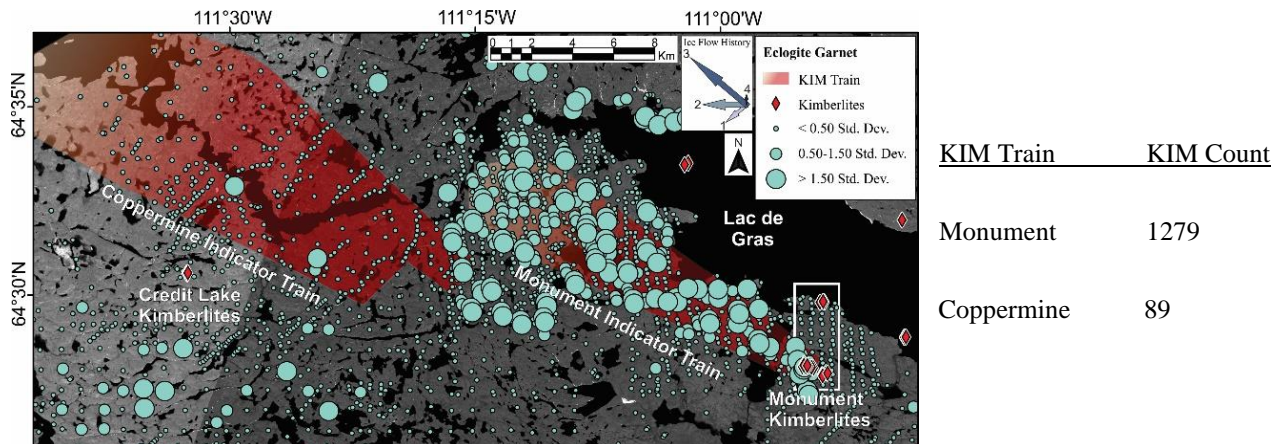 111°30'W 111°15'W 111°00'W
0 1 2 4 6 8
Km
Ice Flow History
3
4
2
1
N
Eclogite Garnet
KIM Train
Kimberlites
< 0.50 Std. Dev.
0.50-1.50 Std. Dev.
> 1.50 Std. Dev.
64°35'N
64°30'N
Coppermine Indicator Train
Credit Lake
Kimberlites
Lac de
Gras
Monument Indicator Train
Monument
Kimberlites
KIM Train KIM Count
Monument 1279
Coppermine 89